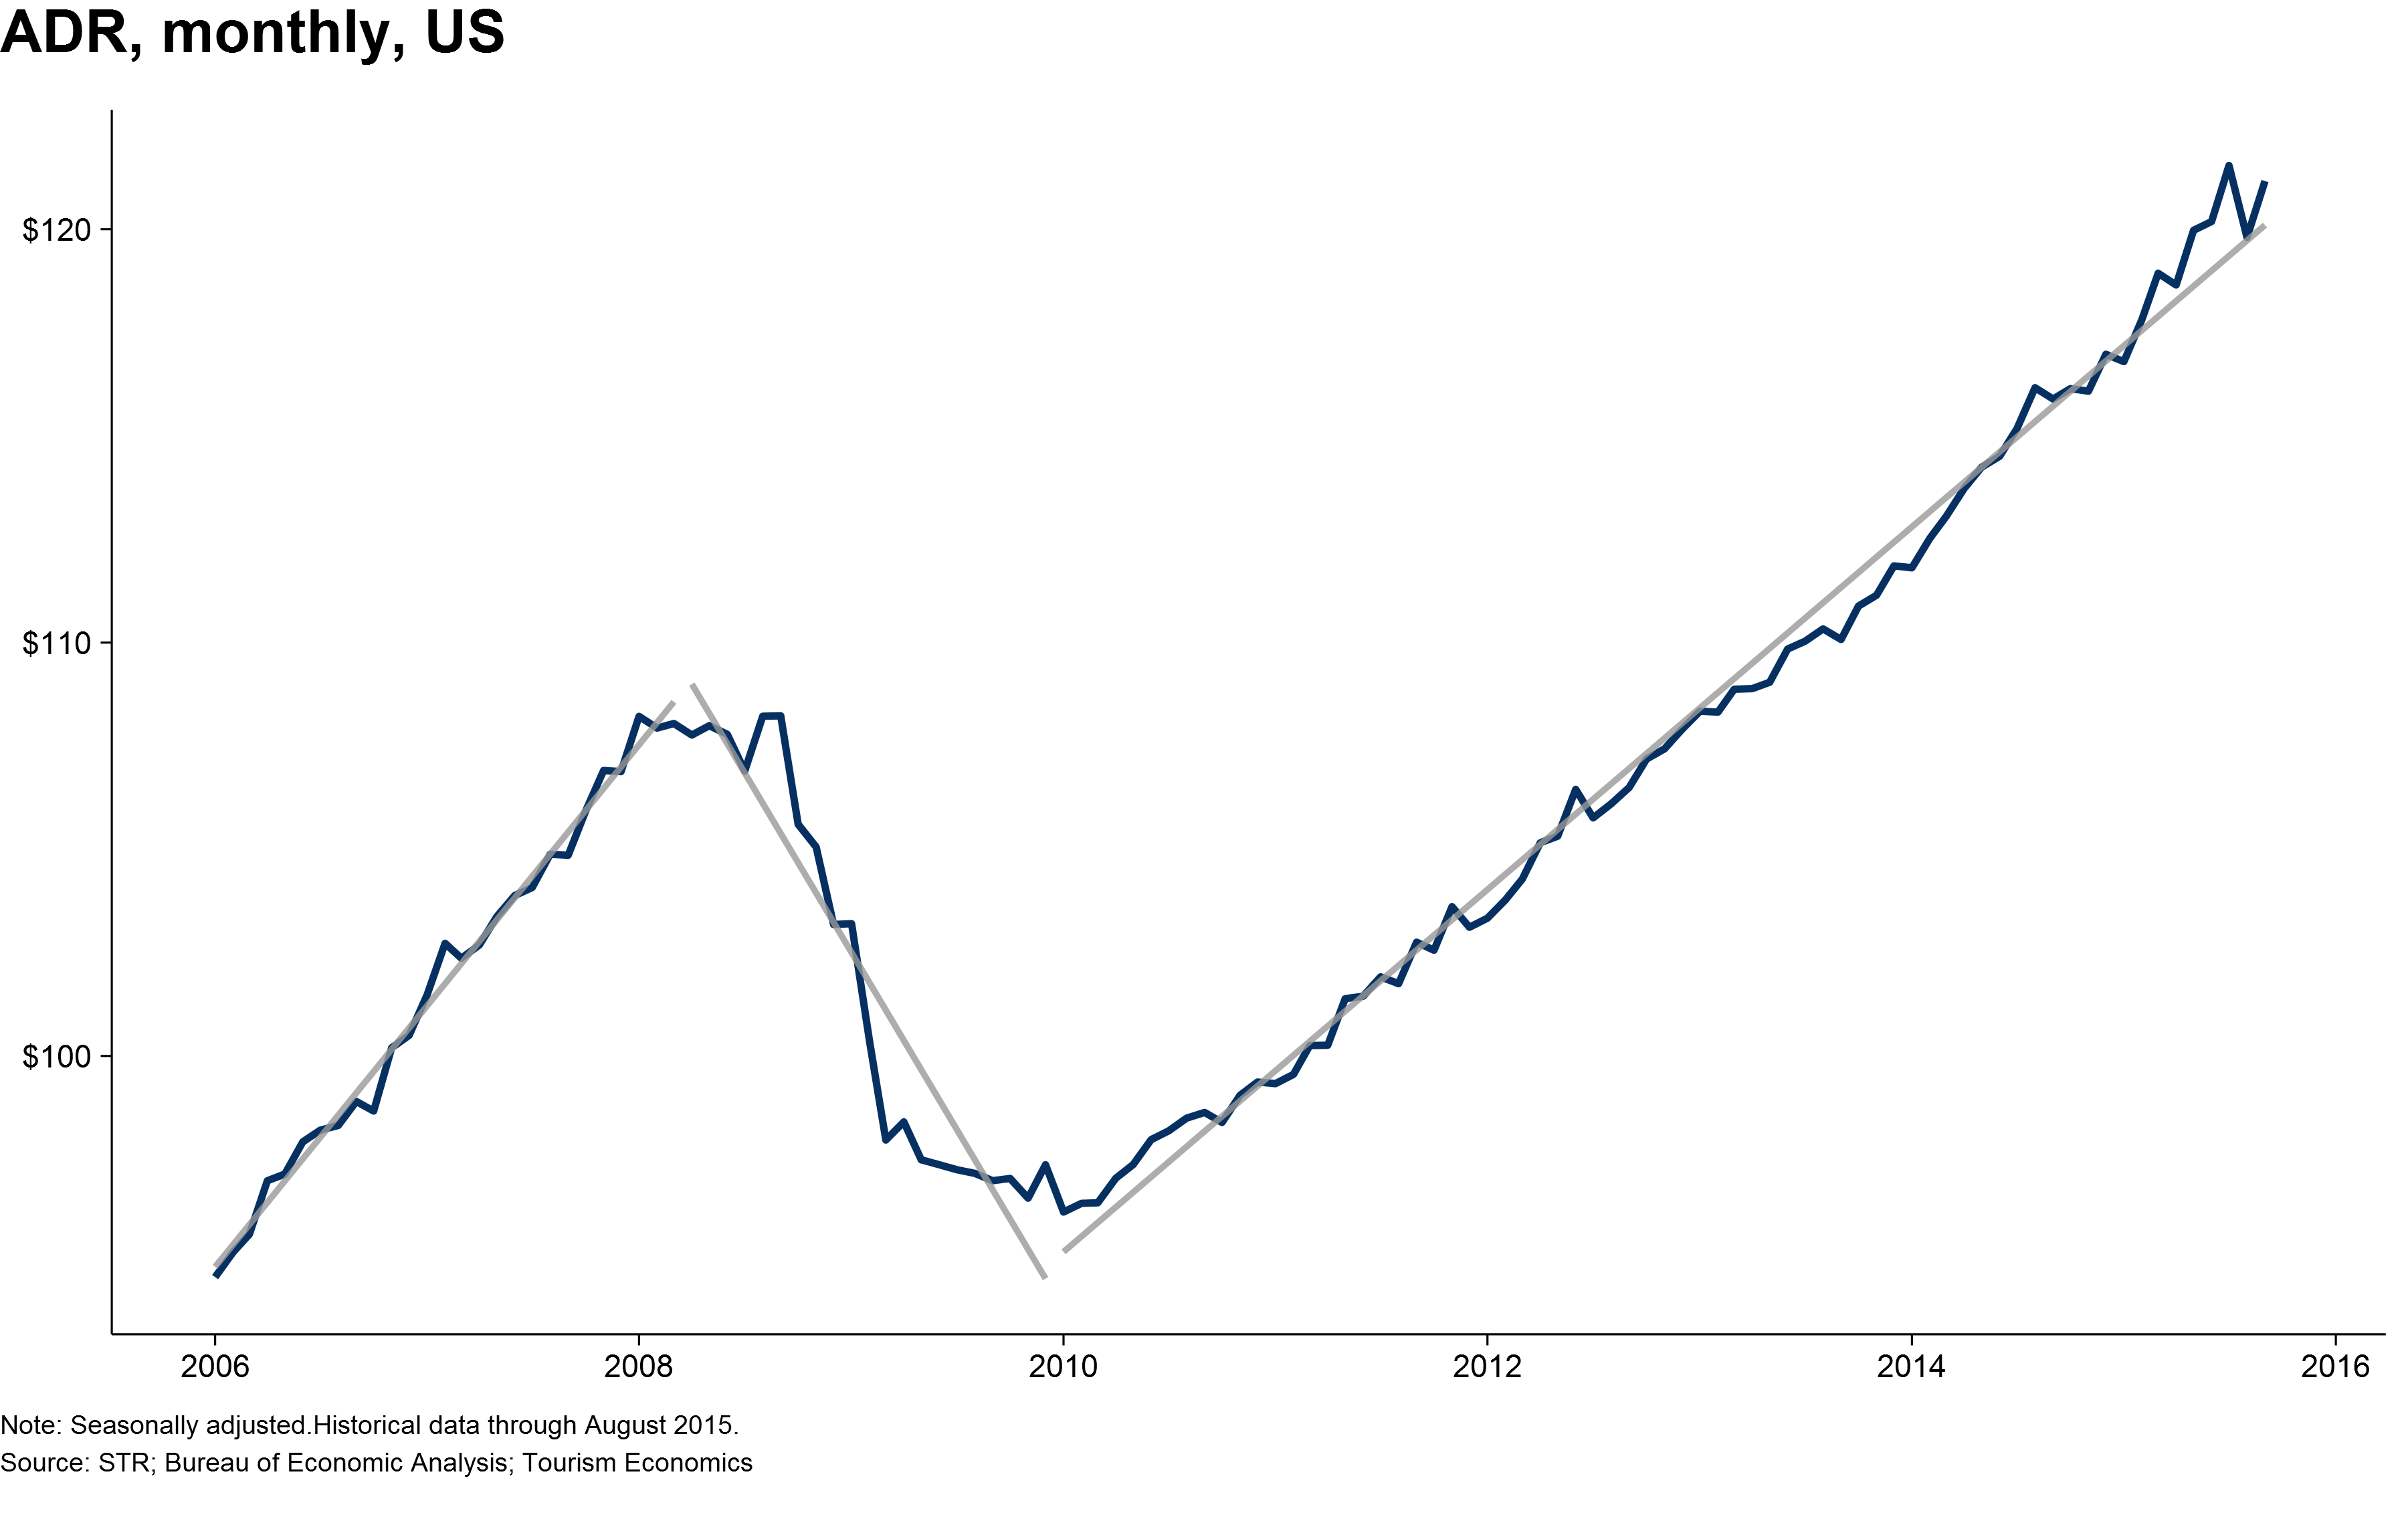 ADR, monthly, US
$120
$110
$100
2006 2008 2010 2012 2014 2016
Note: Seasonally adjusted.Historical data through August 2015.
Source: STR; Bureau of Economic Analysis; Tourism Economics